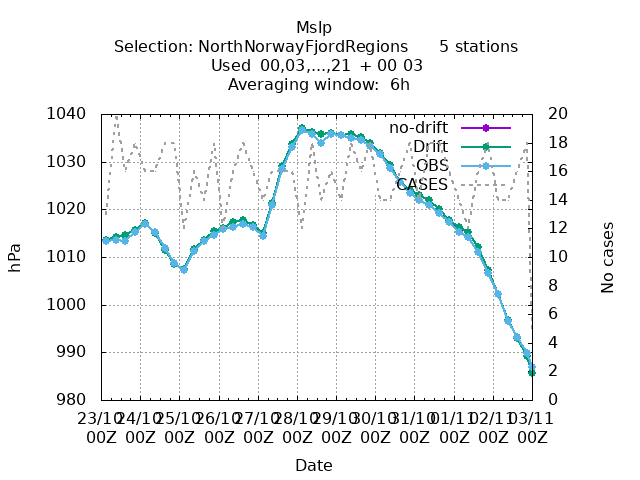 Mslp
Selection: NorthNorwayFjordRegions 5 stations
Used 00,03,...,21 + 00 03
Averaging window: 6h
no-drift
Drift
OBS
CASES
hPa
1040
1030
1020
1010
1000
990
980
No cases
20
18
16
14
12
10
8
6
4
2
0
23/10 24/10 25/10 26/10 27/10 28/10 29/10 30/10 31/10 01/11 02/11 03/11
00Z 00Z 00Z 00Z 00Z 00Z 00Z 00Z 00Z 00Z 00Z 00Z
Date